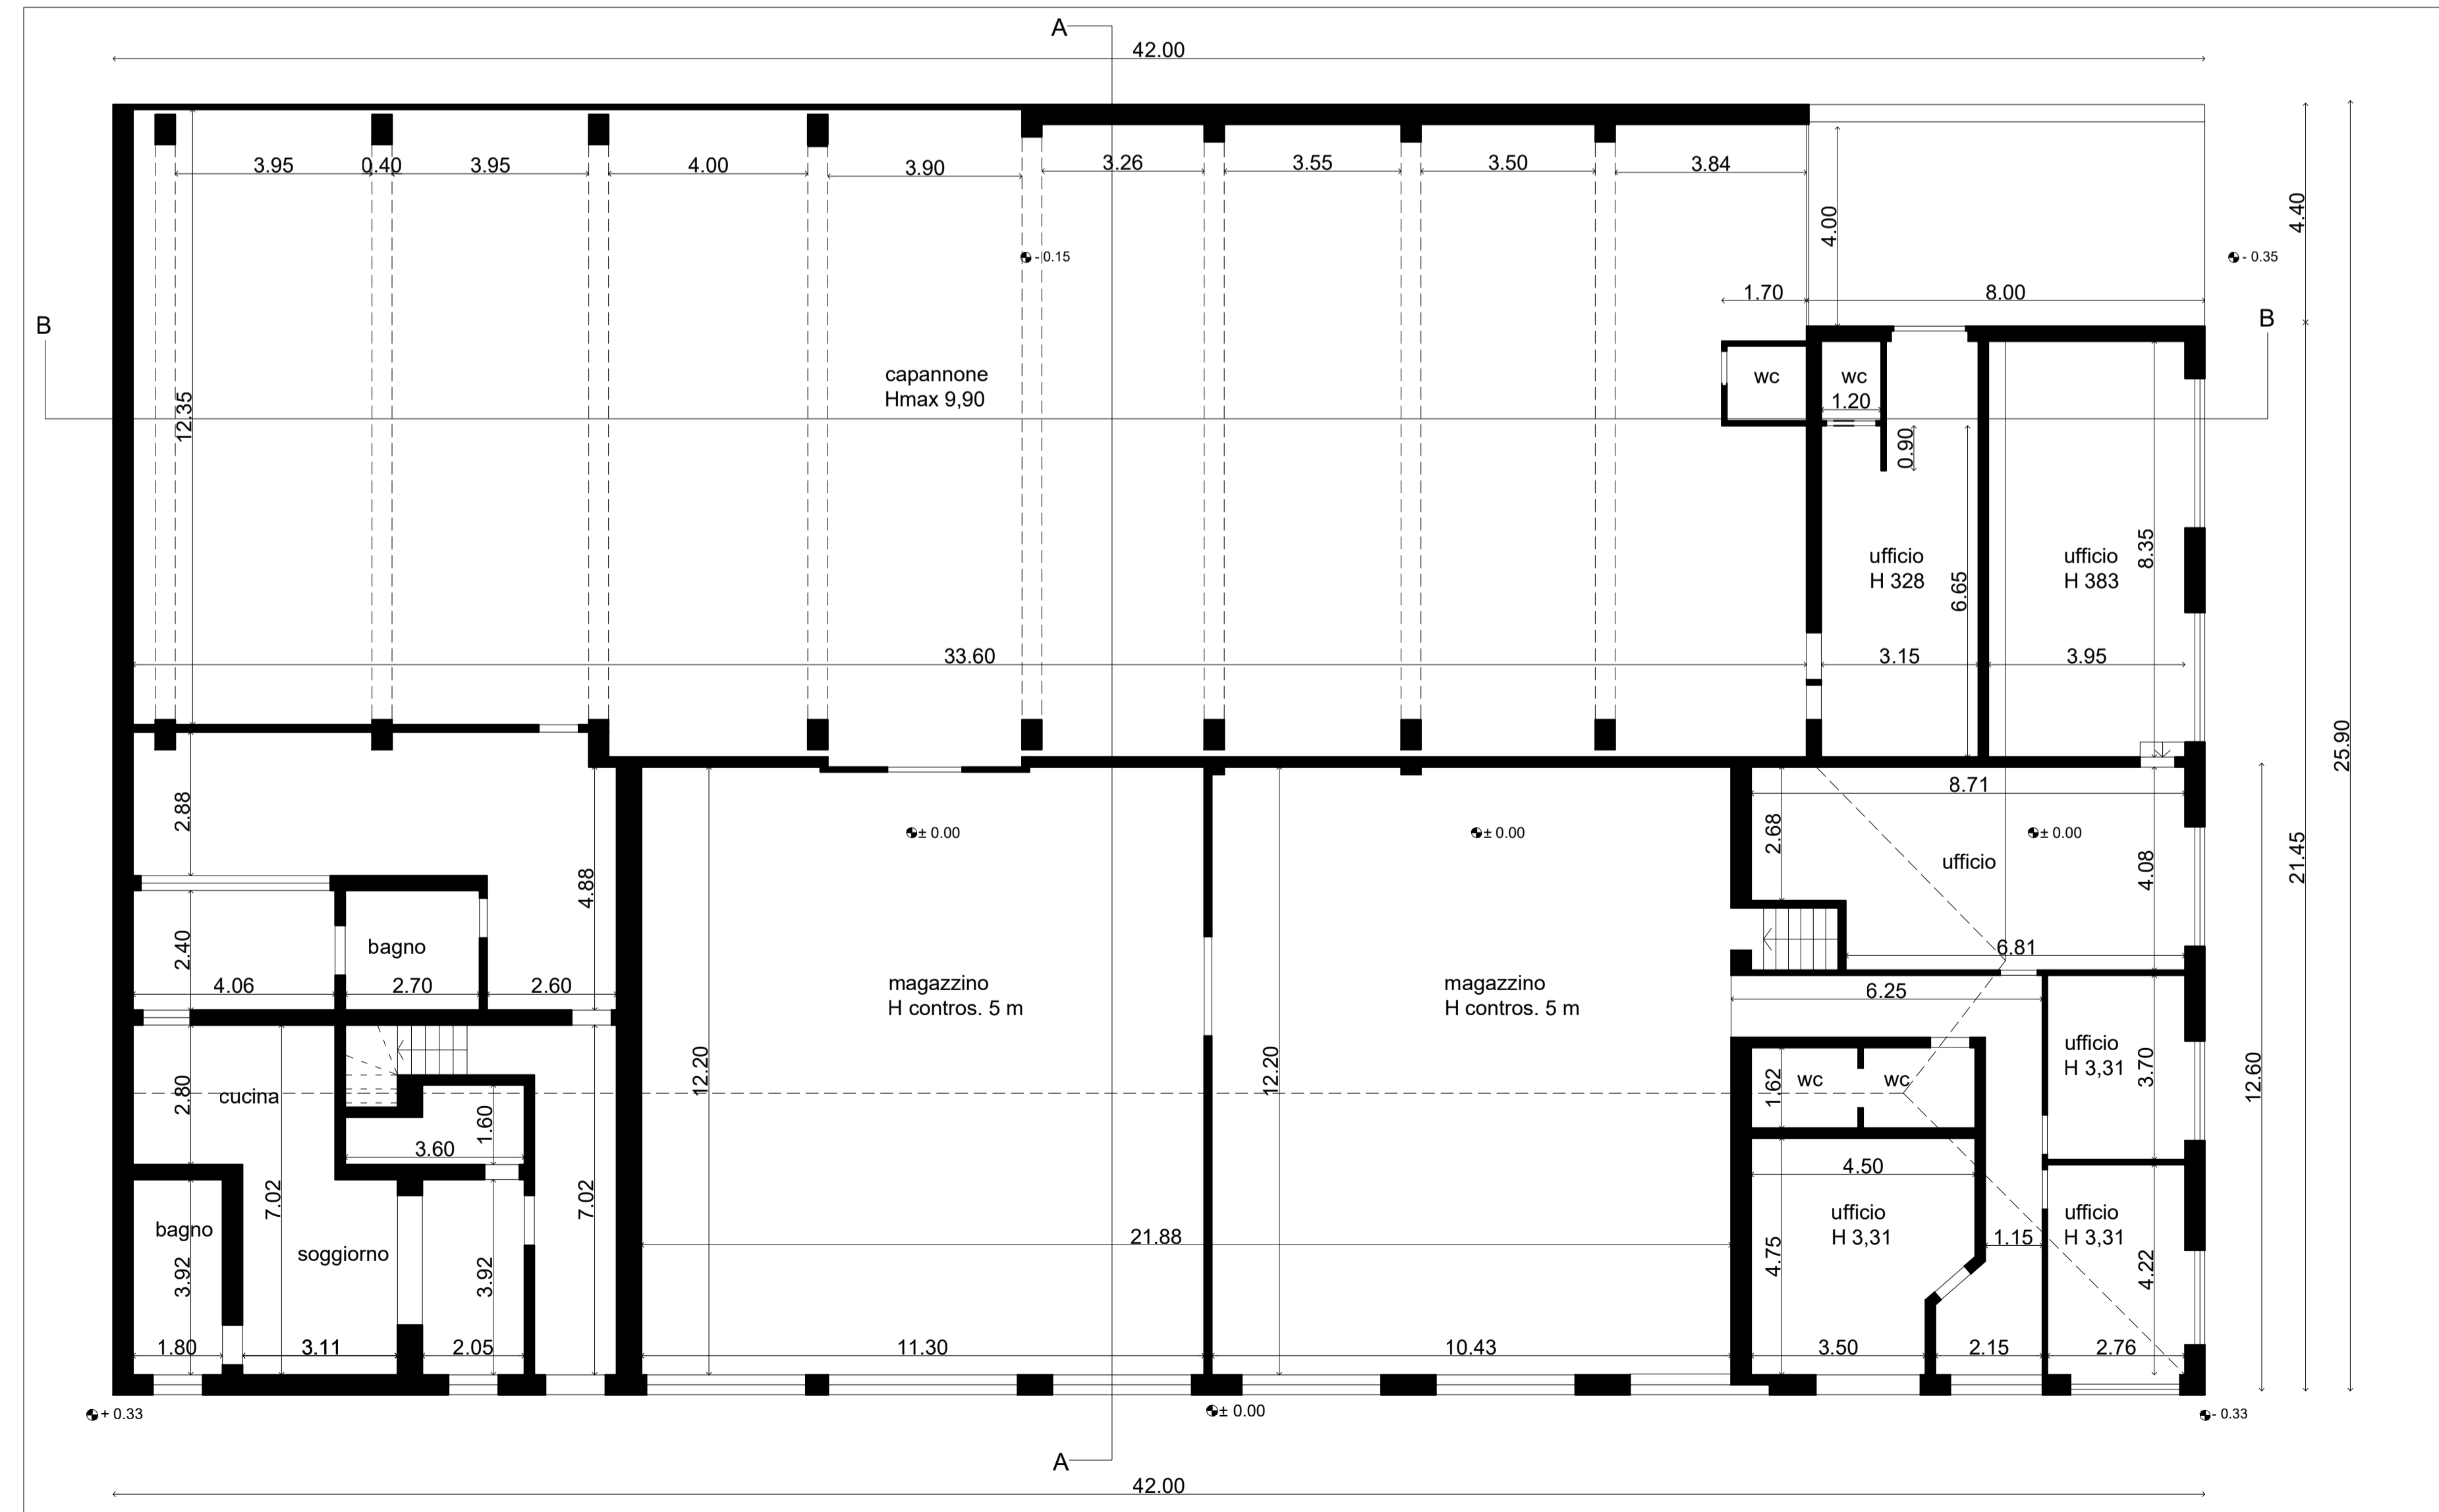 A
42.00
3.95
0.40
3.95
4.00
3.90
3.26
3.55
3.50
3.84
4.00
4.40
- 0.15
- 0.35
1.70
8.00
B
B
capannone
Hmax 9,90
wc
wc
1.20
0.90
12.35
ufficio
H 328
ufficio
H 383
8.35
6.65
33.60
3.15
3.95
25.90
2.88
4.88
± 0.00
± 0.00
± 0.00
8.71
2.68
ufficio
4.08
21.45
bagno
2.40
4.06
2.70
2.60
6.81
magazzino
H contros. 5 m
magazzino
H contros. 5 m
6.25
ufficio
H 3,31
3.70
12.60
cucina
2.80
12.20
12.20
1.62
wc
wc
1.60
3.60
4.50
7.02
7.02
bagno
soggiorno
3.92
3.92
21.88
4.75
ufficio
H 3,31
1.15
ufficio
H 3,31
4.22
1.80
3.11
2.05
11.30
10.43
3.50
2.15
2.76
+ 0.33
± 0.00
- 0.33
A
42.00